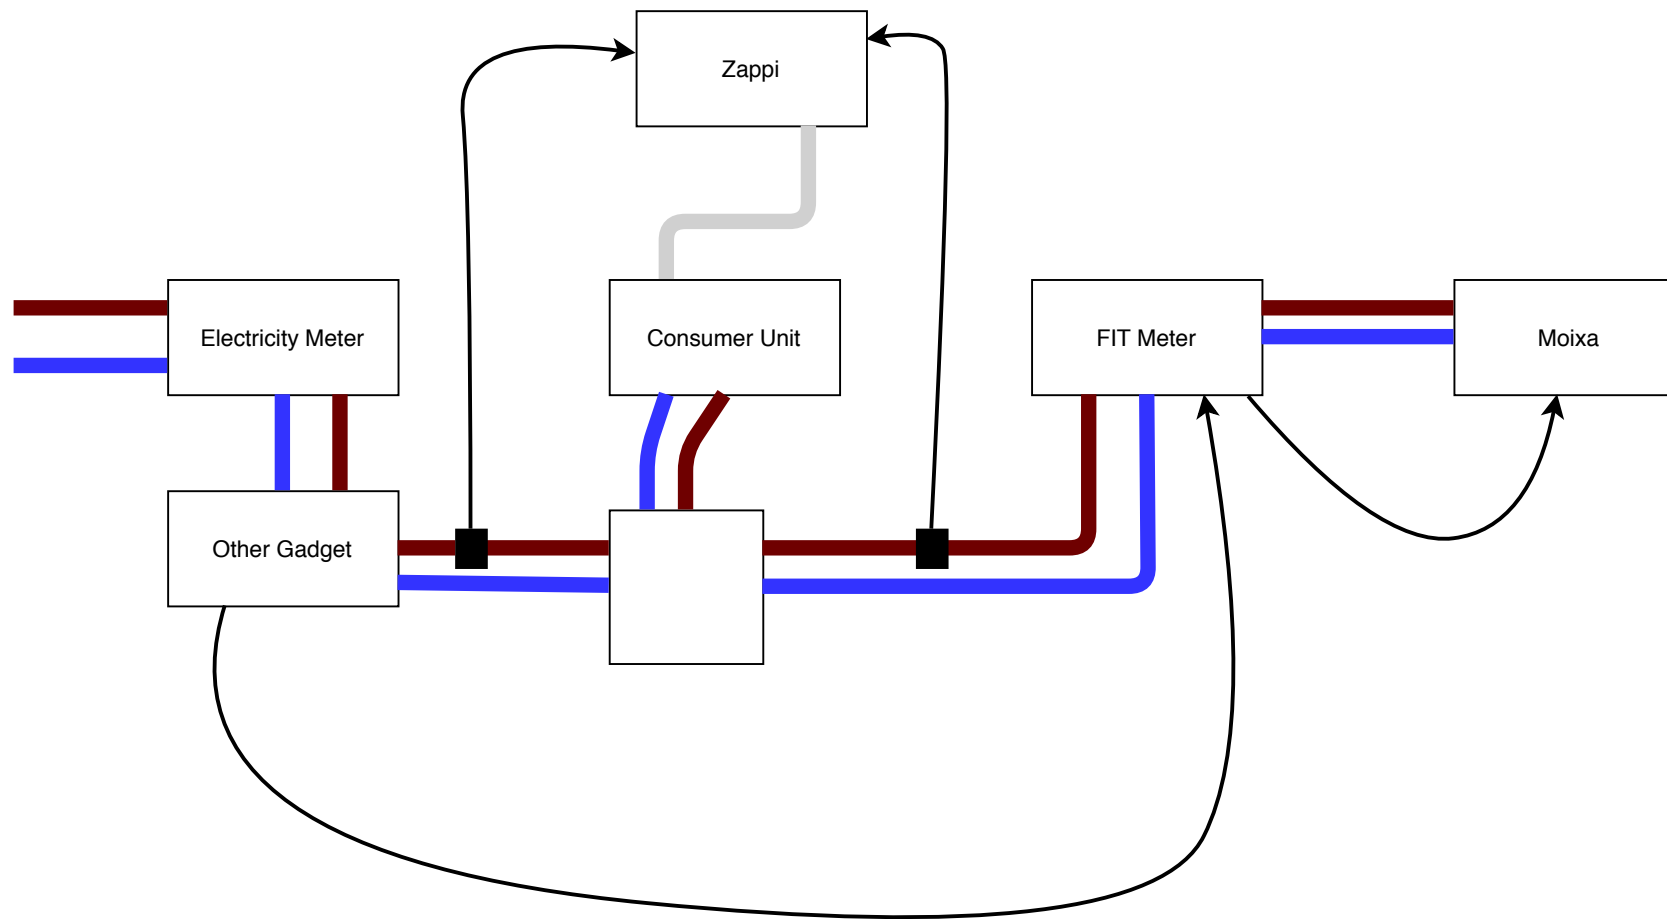 Zappi
Electricity Meter
Consumer Unit
FIT Meter
Moixa
Other Gadget